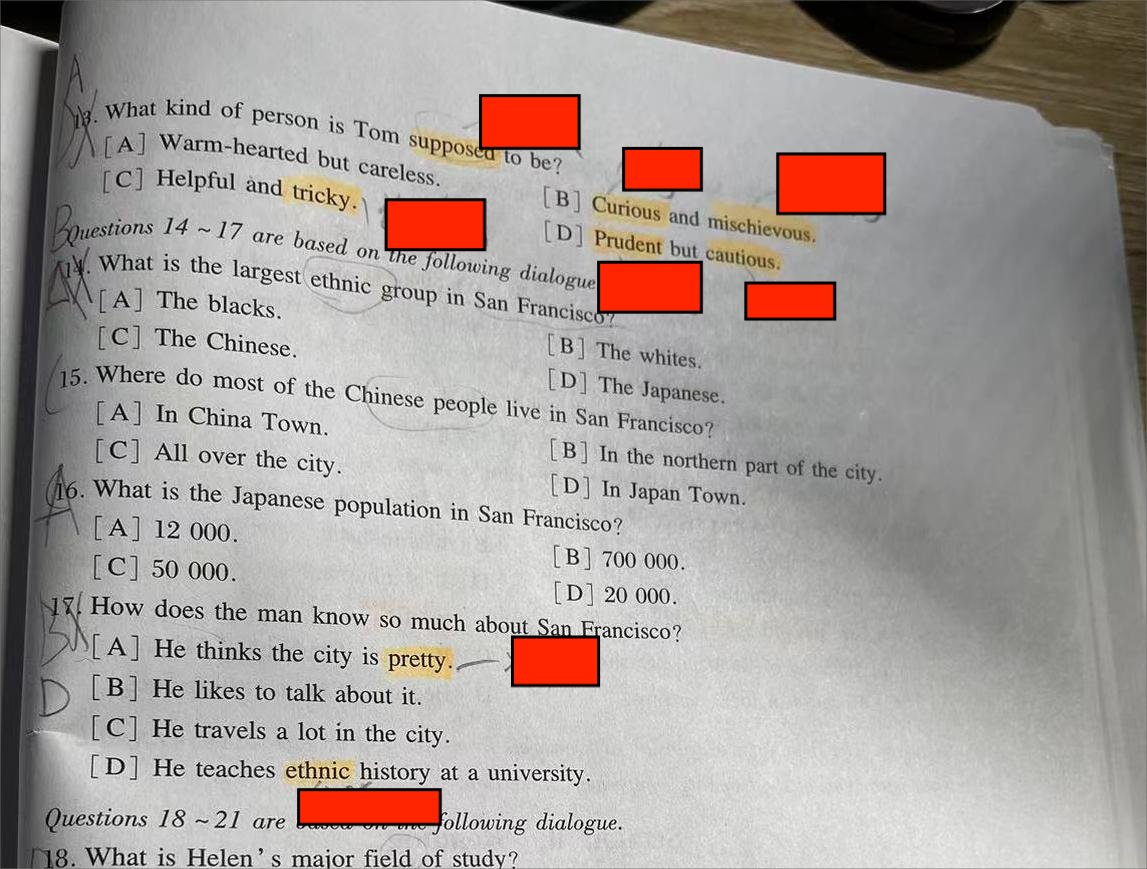 A
13. What kind of person is Tom supposed to be?
[A] Warm-hearted but careless.
[B] Curious and mischievous.
[C] Helpful and tricky.
[D] Prudent but cautious.
B
Questions 14 ~ 17 are based on the following dialogue
14. What is the largest ethnic group in San Francisco?
[A] The blacks.
[B] The whites.
[C] The Chinese.
[D] The Japanese.
15. Where do most of the Chinese people live in San Francisco?
[A] In China Town.
[B] In the northern part of the city.
[C] All over the city.
[D] In Japan Town.
16. What is the Japanese population in San Francisco?
[A] 12 000.
[B] 700 000.
[C] 50 000.
[D] 20 000.
17. How does the man know so much about San Francisco?
[A] He thinks the city is pretty.
[B] He likes to talk about it.
D
[C] He travels a lot in the city.
[D] He teaches ethnic history at a university.
Questions 18 ~ 21 are based on the following dialogue.
18. What is Helen's major field of study?